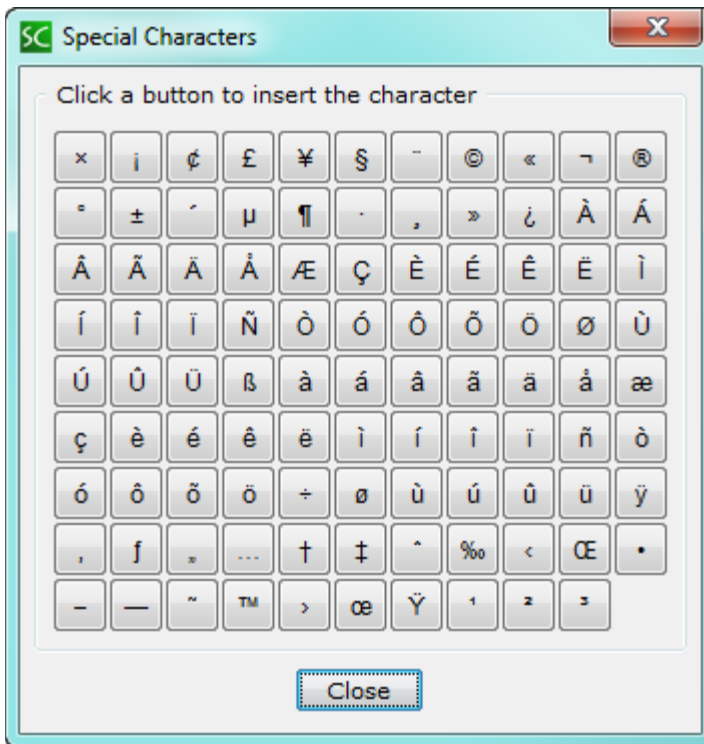 SC Special Characters
Click a button to insert the character
× ¡ ¢ £ ¥ § ¨ © « ¬ ®
° ± ´ µ ¶ · ¸ » ¿ À Á
Â Ã Ä Å Æ Ç È É Ê Ë Ì
Í Î Ï Ñ Ò Ó Ô Õ Ö Ø Ù
Ú Û Ü ß à á â ã ä å æ
ç è é ê ë ì í î ï ñ ò
ó ô õ ö ÷ ø ù ú û ü ÿ
‚ ƒ „ … † ‡ ˆ ‰ ‹ Œ •
– — ˜ ™ › œ Ÿ ¹ ² ³
Close